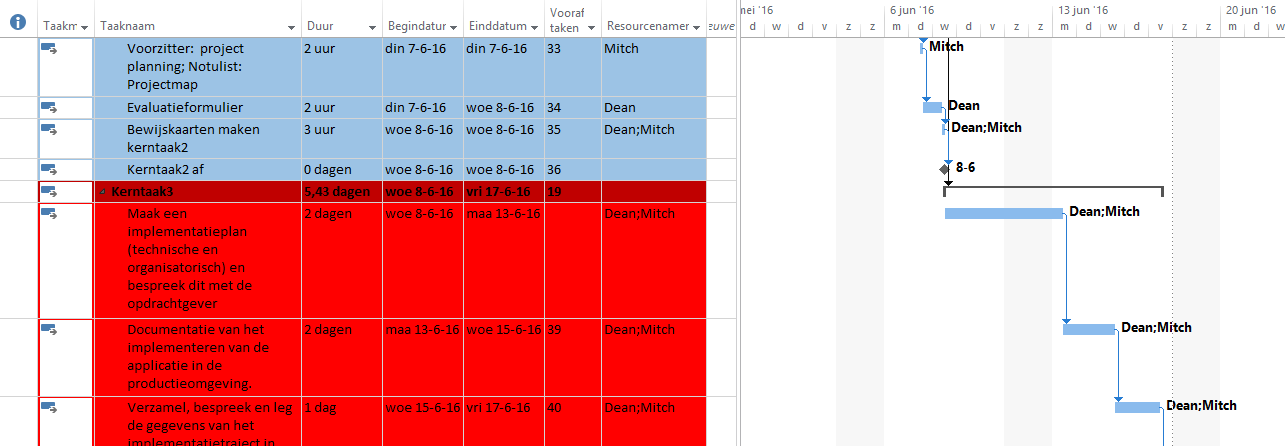 mei '16 6 jun '16 13 jun '16 20 jun '16
Taakm Taaknaam Duur Begindatur Einddatum Vooraf taken Resourcenamer euwe
d w d v z z m d w d v z z m d w d v z z m d w
Voorzitter: project planning; Notulist: Projectmap 2 uur din 7-6-16 din 7-6-16 33 Mitch Mitch
Evaluatieformulier 2 uur din 7-6-16 woe 8-6-16 34 Dean Dean
Bewijskaarten maken kerntaak2 3 uur woe 8-6-16 woe 8-6-16 35 Dean;Mitch Dean;Mitch
Kerntaak2 af 0 dagen woe 8-6-16 woe 8-6-16 36 8-6
Kerntaak3 5,43 dagen woe 8-6-16 vri 17-6-16 19
Maak een implementatieplan (technische en organisatorisch) en bespreek dit met de opdrachtgever 2 dagen woe 8-6-16 maa 13-6-16 Dean;Mitch Dean;Mitch
Documentatie van het implementeren van de applicatie in de productieomgeving. 2 dagen maa 13-6-16 woe 15-6-16 39 Dean;Mitch Dean;Mitch
Verzamel, bespreek en leg de gegevens van het implementatietraject in 1 dag woe 15-6-16 vri 17-6-16 40 Dean;Mitch Dean;Mitch